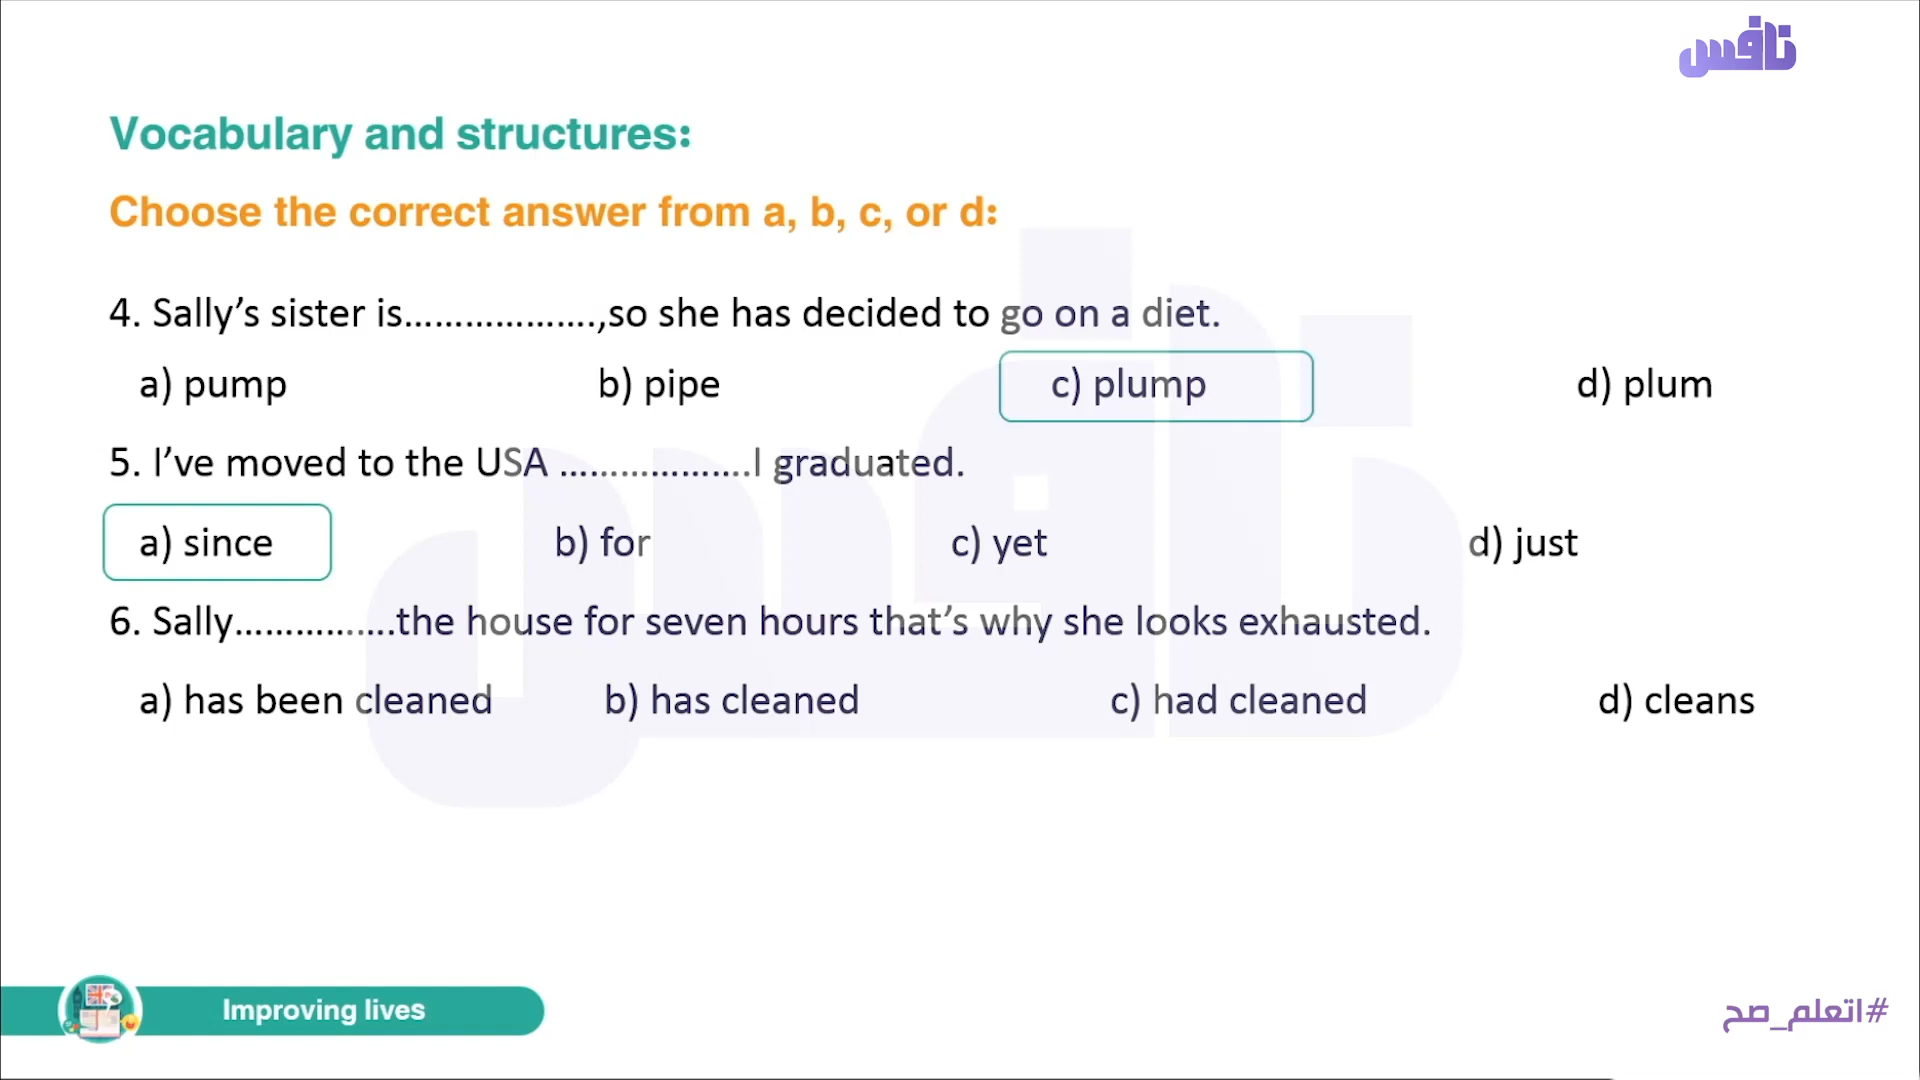 نافس
Vocabulary and structures:
Choose the correct answer from a, b, c, or d:
4. Sally’s sister is……………….,so she has decided to go on a diet.
a) pump b) pipe c) plump d) plum
5. I’ve moved to the USA ……………….I graduated.
a) since b) for c) yet d) just
6. Sally…………….the house for seven hours that’s why she looks exhausted.
a) has been cleaned b) has cleaned c) had cleaned d) cleans
Improving lives
#اتعلم_صح